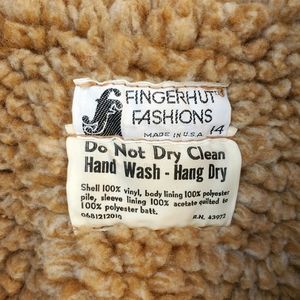 FINGERHUT
FASHIONS
MADE IN U.S.A.
14
Do Not Dry Clean
Hand Wash - Hang Dry
Shell 100% vinyl, body lining 100% polyester
pile, sleeve lining 100% acetate quilted to
100% polyester batt.
0681212019 R.N. 43972